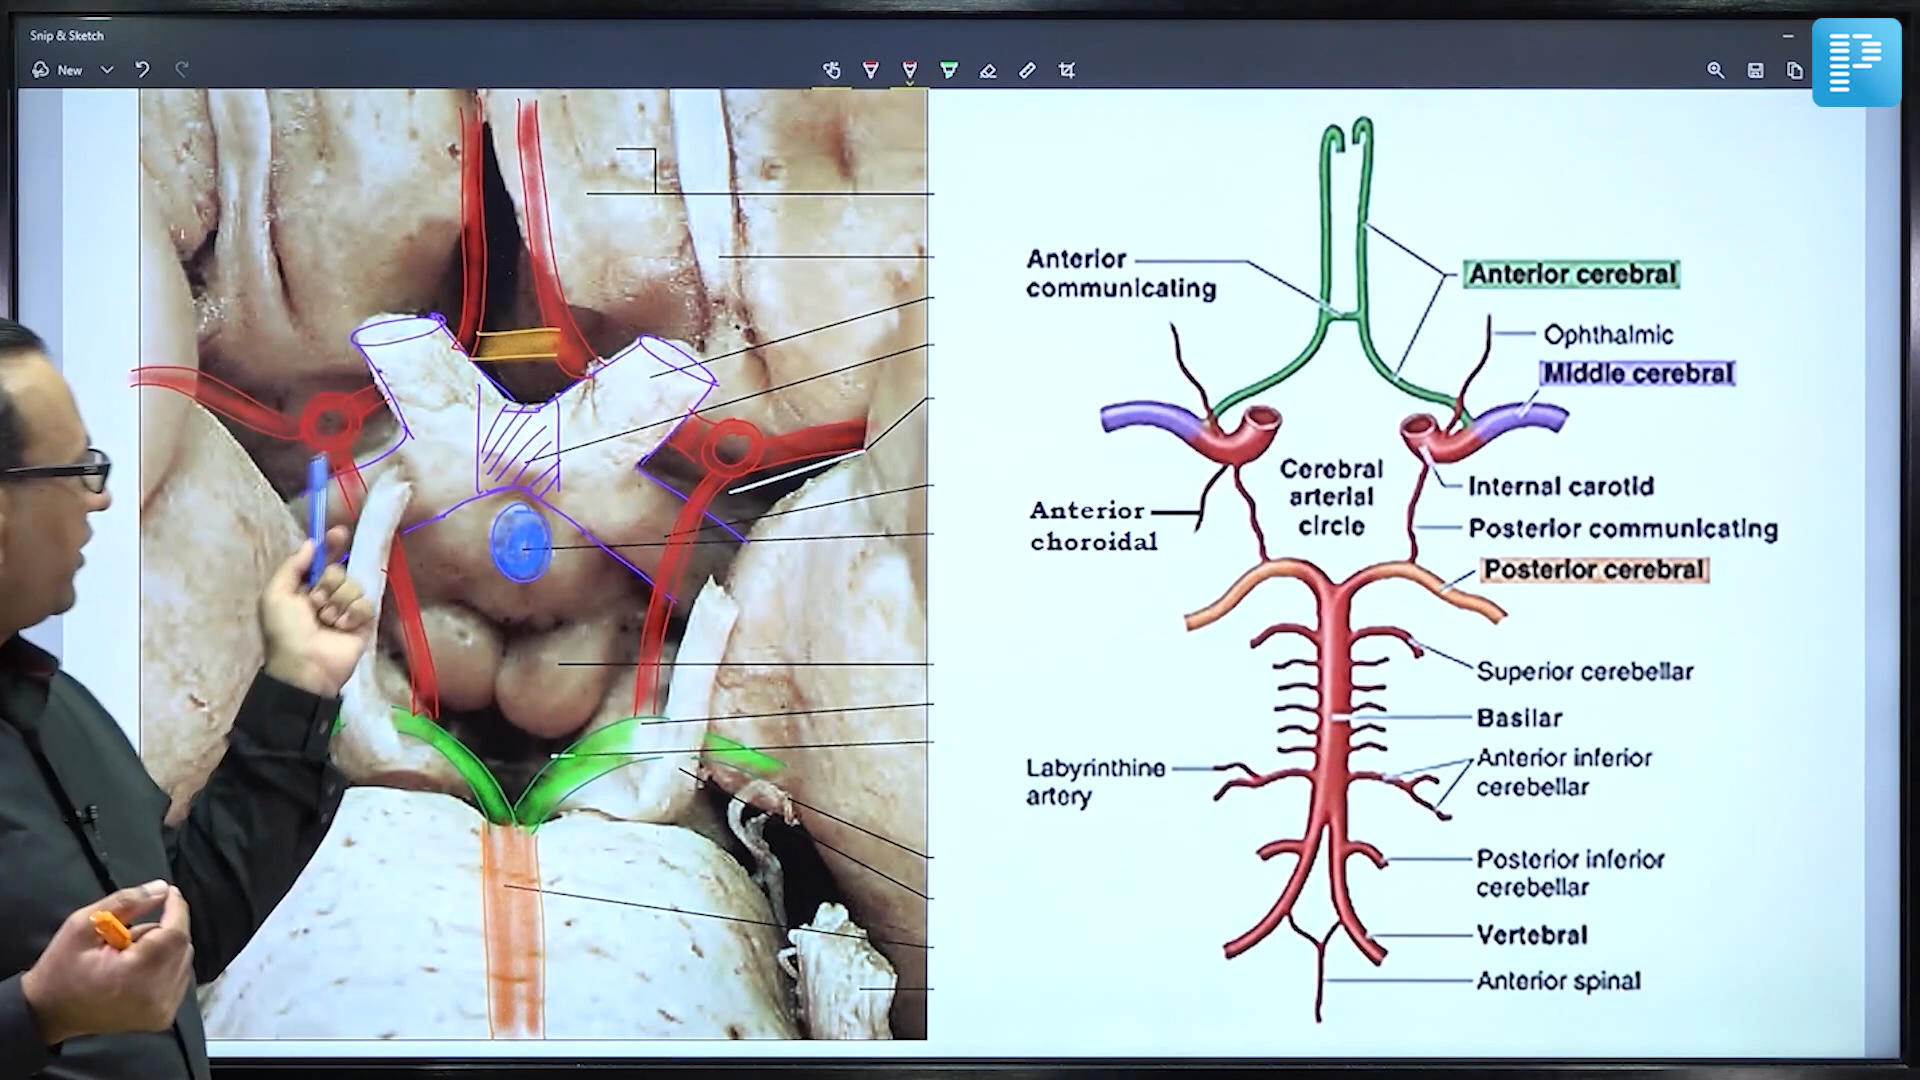 Snip & Sketch
New
Anterior
communicating
Anterior cerebral
Ophthalmic
Middle cerebral
Cerebral
arterial
circle
Internal carotid
Anterior
choroidal
Posterior communicating
Posterior cerebral
Superior cerebellar
Basilar
Labyrinthine
artery
Anterior inferior
cerebellar
Posterior inferior
cerebellar
Vertebral
Anterior spinal